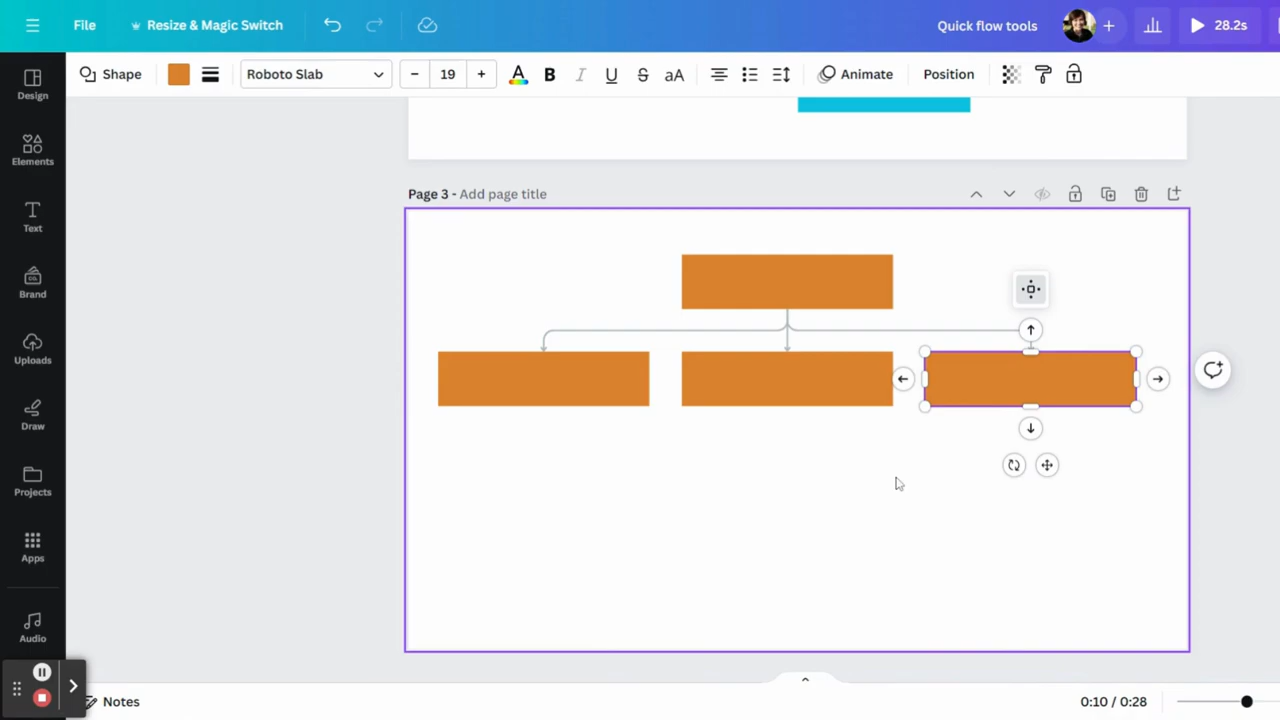 File
Resize & Magic Switch
Quick flow tools
28.2s
Shape
Roboto Slab
19
A
B
I
U
S
aA
Animate
Position
Design
Elements
Text
Brand
Uploads
Draw
Projects
Apps
Audio
Page 3 - Add page title
Notes
0:10 / 0:28